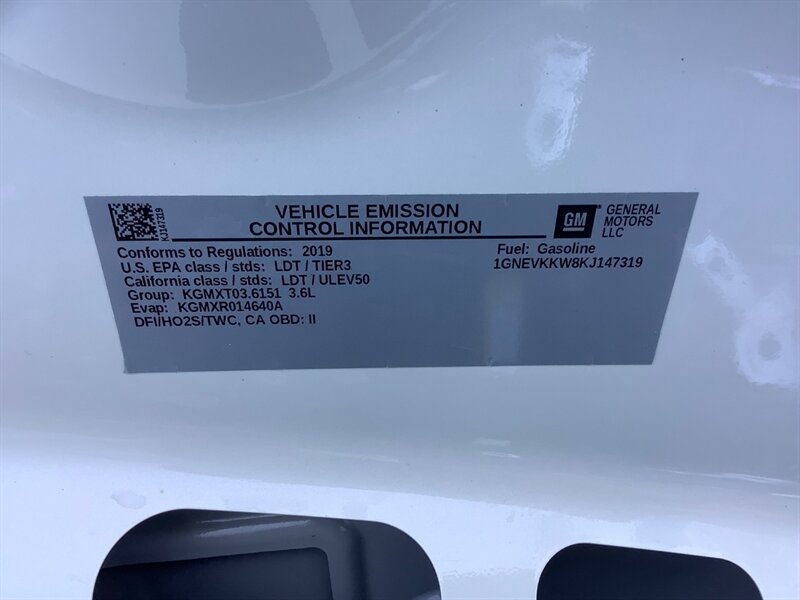 KJ147319
VEHICLE EMISSION
CONTROL INFORMATION
GM
GENERAL
MOTORS
LLC
Conforms to Regulations: 2019
U.S. EPA class / stds: LDT / TIER3
California class / stds: LDT / ULEV50
Group: KGMXT03.6151 3.6L
Evap: KGMXR014640A
DFI/HO2S/TWC, CA OBD: II
Fuel: Gasoline
1GNEVKKW8KJ147319